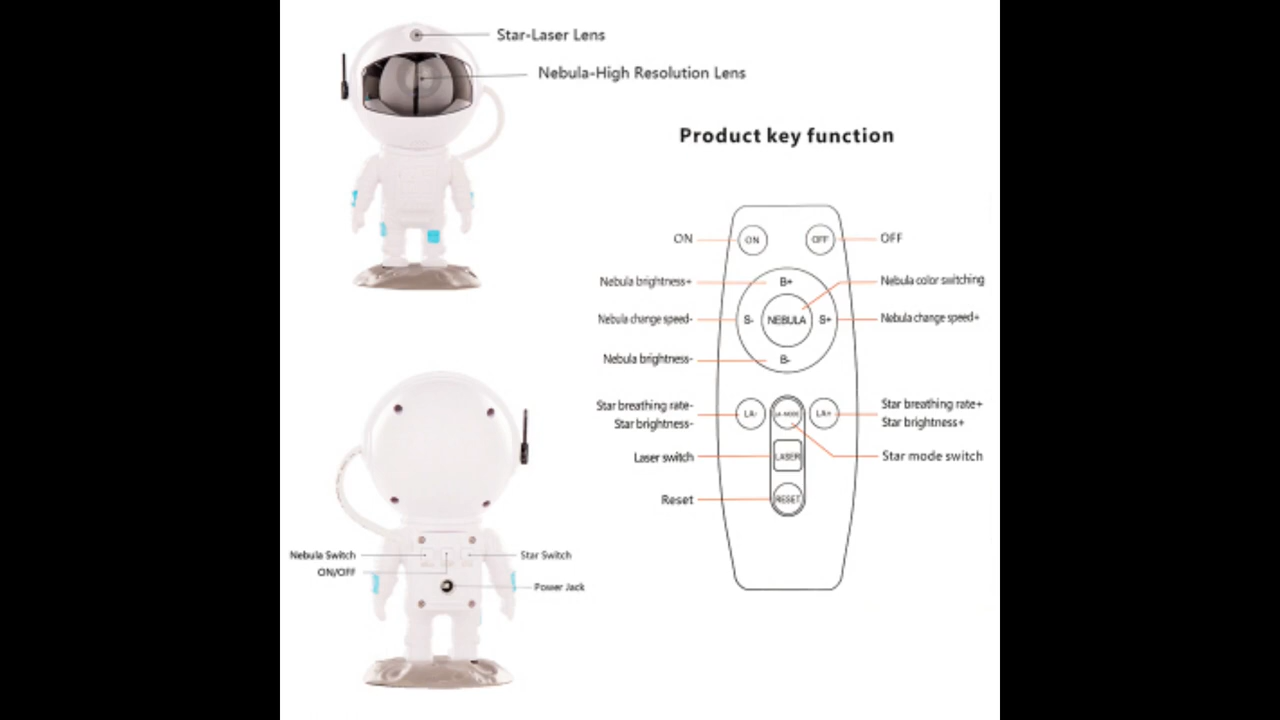 Star-Laser Lens
Nebula-High Resolution Lens
Product key function
ON
ON
OFF
OFF
Nebula brightness+
B+
Nebula color switching
Nebula change speed-
S-
NEBULA
S+
Nebula change speed+
Nebula brightness-
B-
Star breathing rate-
Star brightness-
LA-
LA-MODE
LA+
Star breathing rate+
Star brightness+
Laser switch
LASER
Star mode switch
Reset
RESET
Nebula Switch
ON/OFF
Star Switch
Power Jack